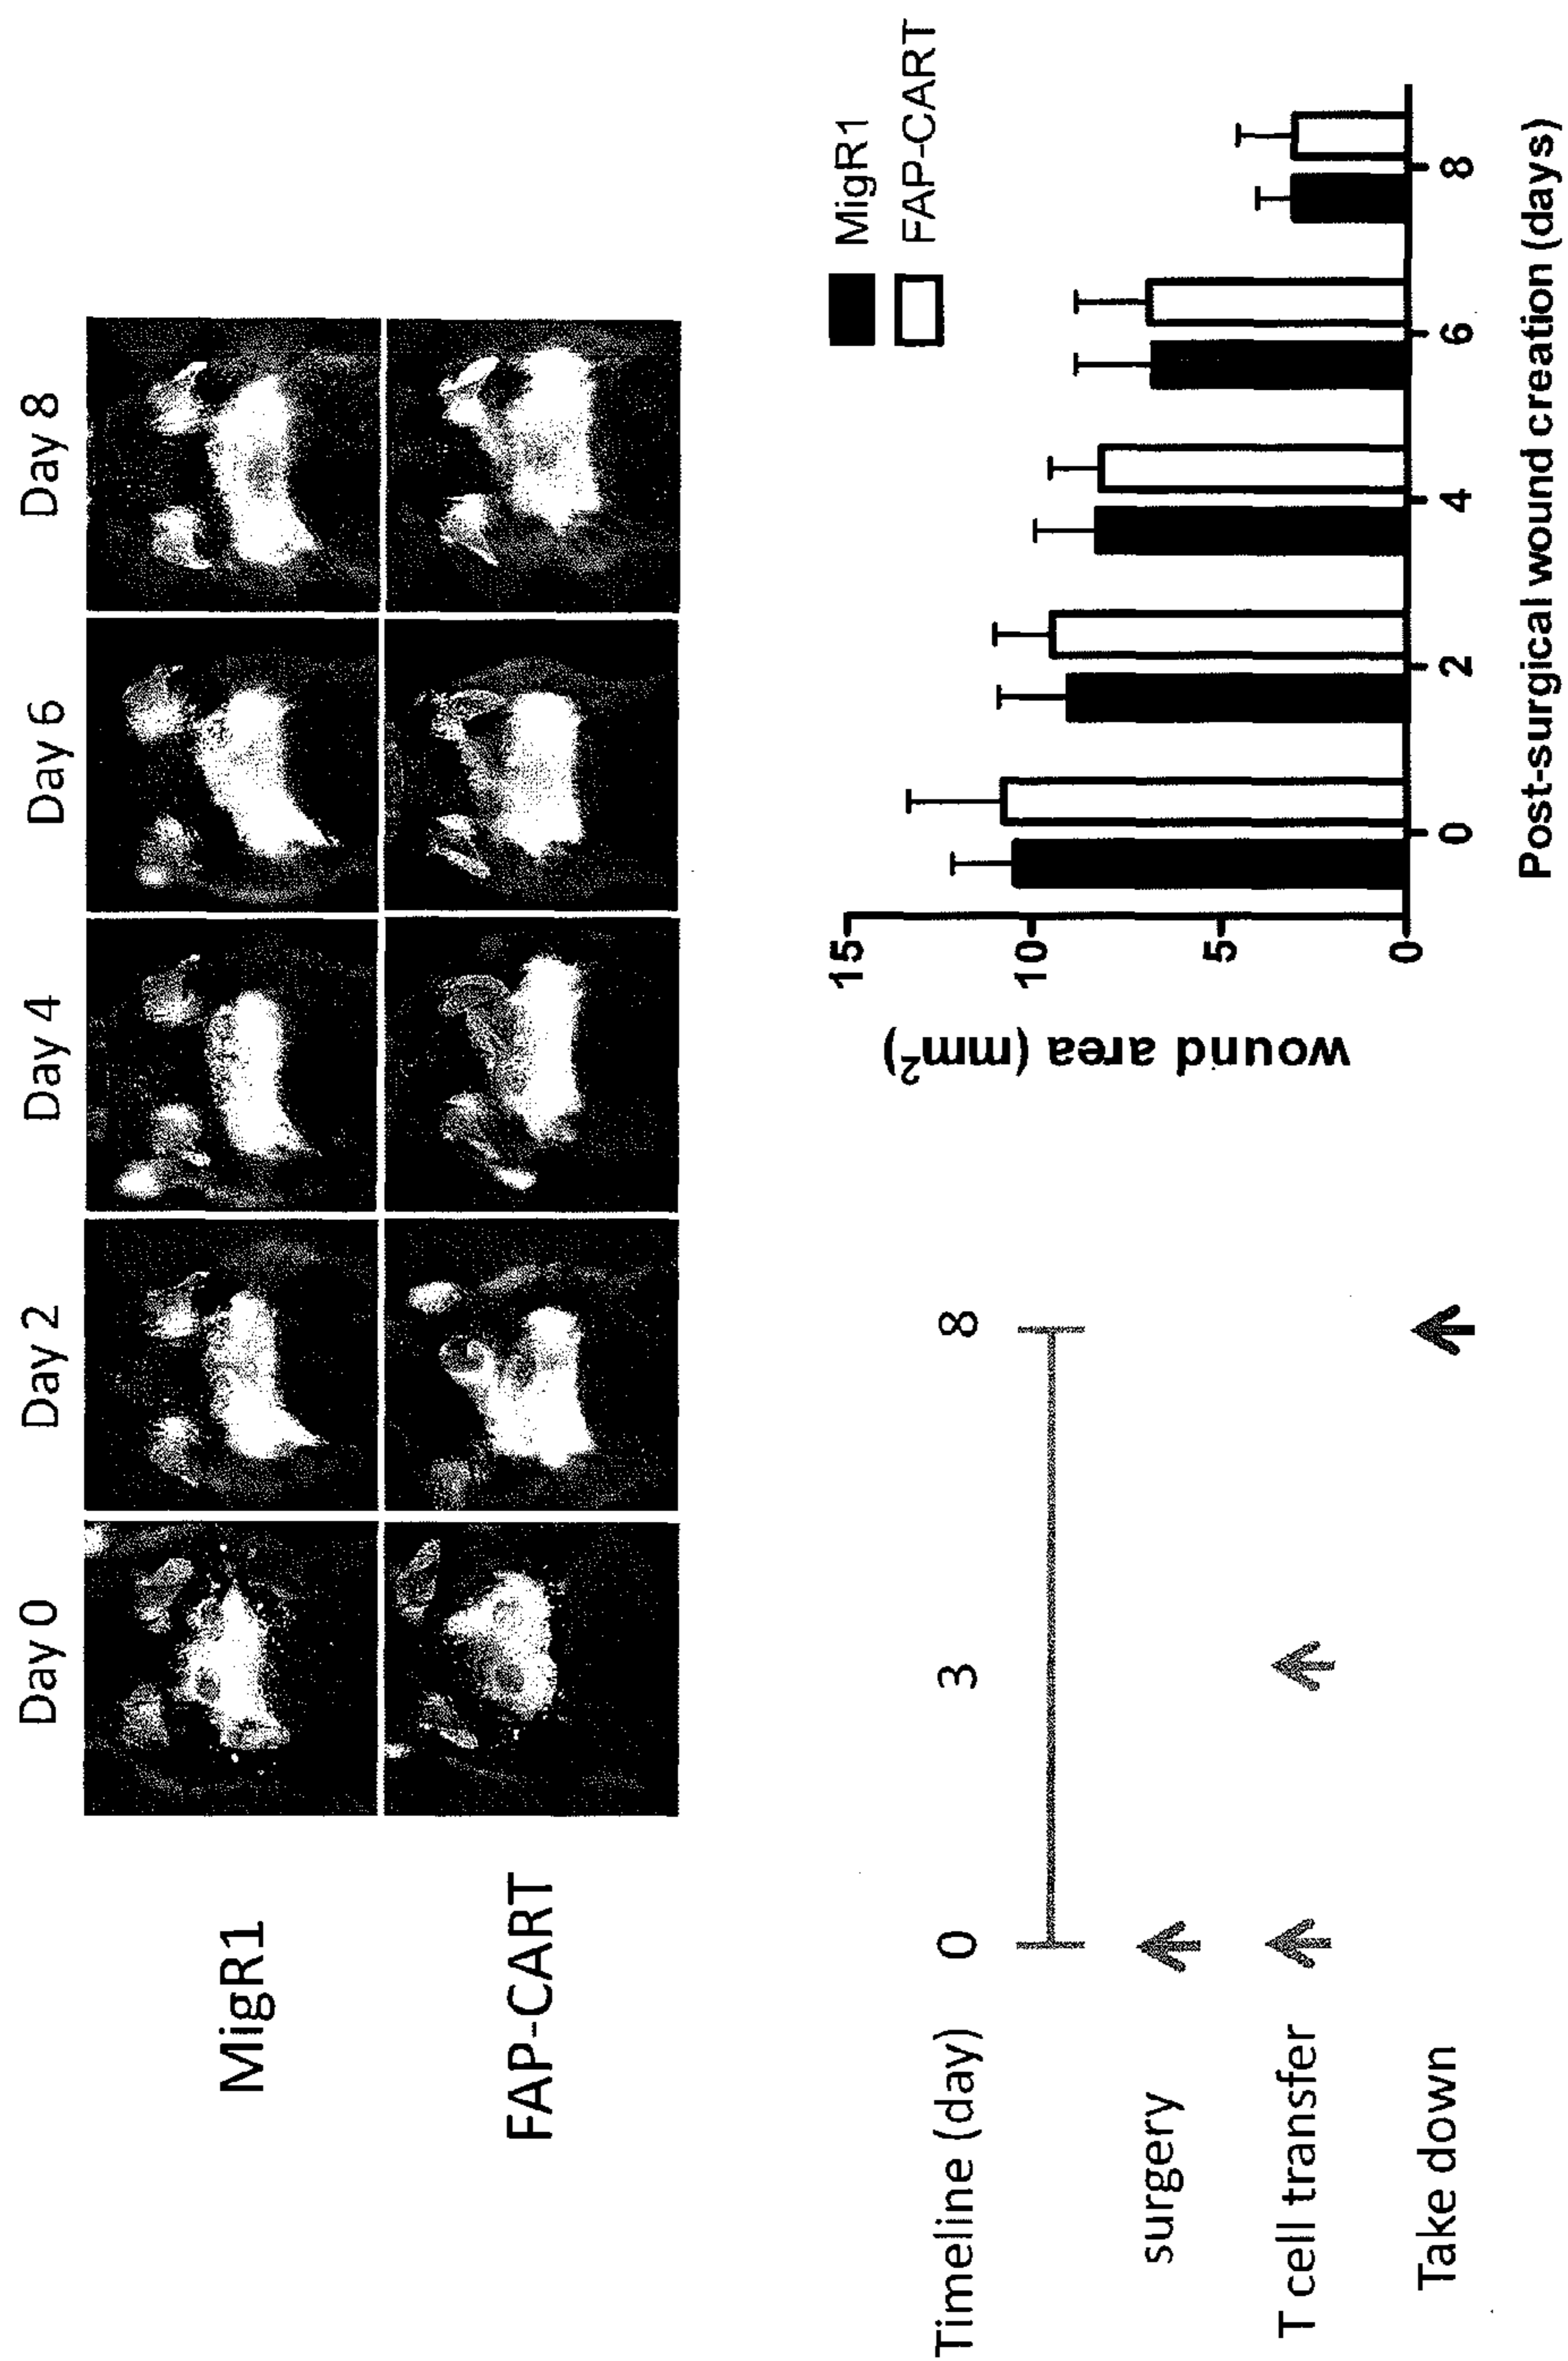 Day 0 Day 2 Day 4 Day 6 Day 8
MigR1
FAP-CART
Timeline (day) 0 3 8
surgery
T cell transfer
Take down
MigR1
FAP-CART
wound area (mm²)
15
10
5
0
0 2 4 6 8
Post-surgical wound creation (days)